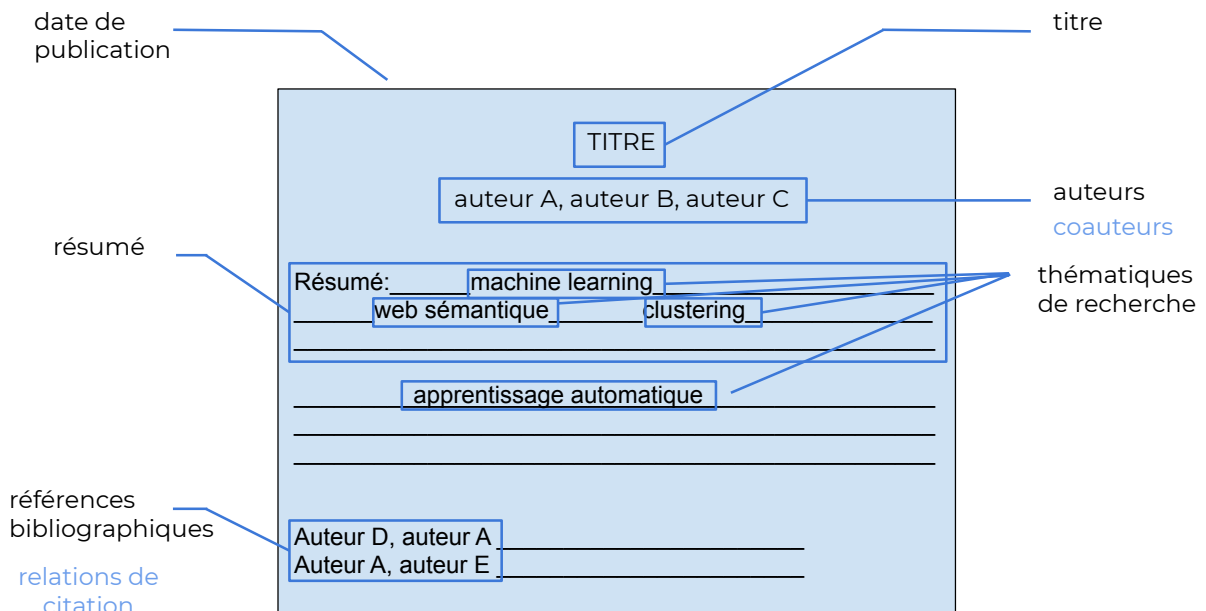 date de
publication
titre
TITRE
auteur A, auteur B, auteur C
auteurs
coauteurs
résumé
Résumé: machine learning
web sémantique clustering
thématiques
de recherche
apprentissage automatique
références
bibliographiques
Auteur D, auteur A
Auteur A, auteur E
relations de
citation